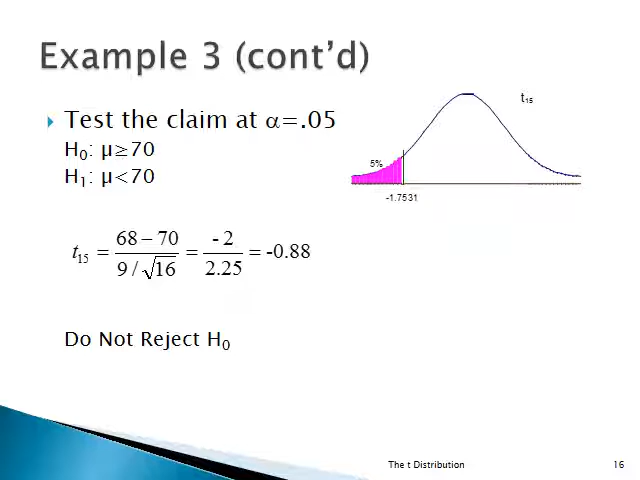 Example 3 (cont’d)
Test the claim at α=.05
H₀: μ≥70
H₁: μ<70
t₁₅
5%
-1.7531
t₁₅ = (68 − 70) / (9 / √16) = -2 / 2.25 = -0.88
Do Not Reject H₀
The t Distribution
16